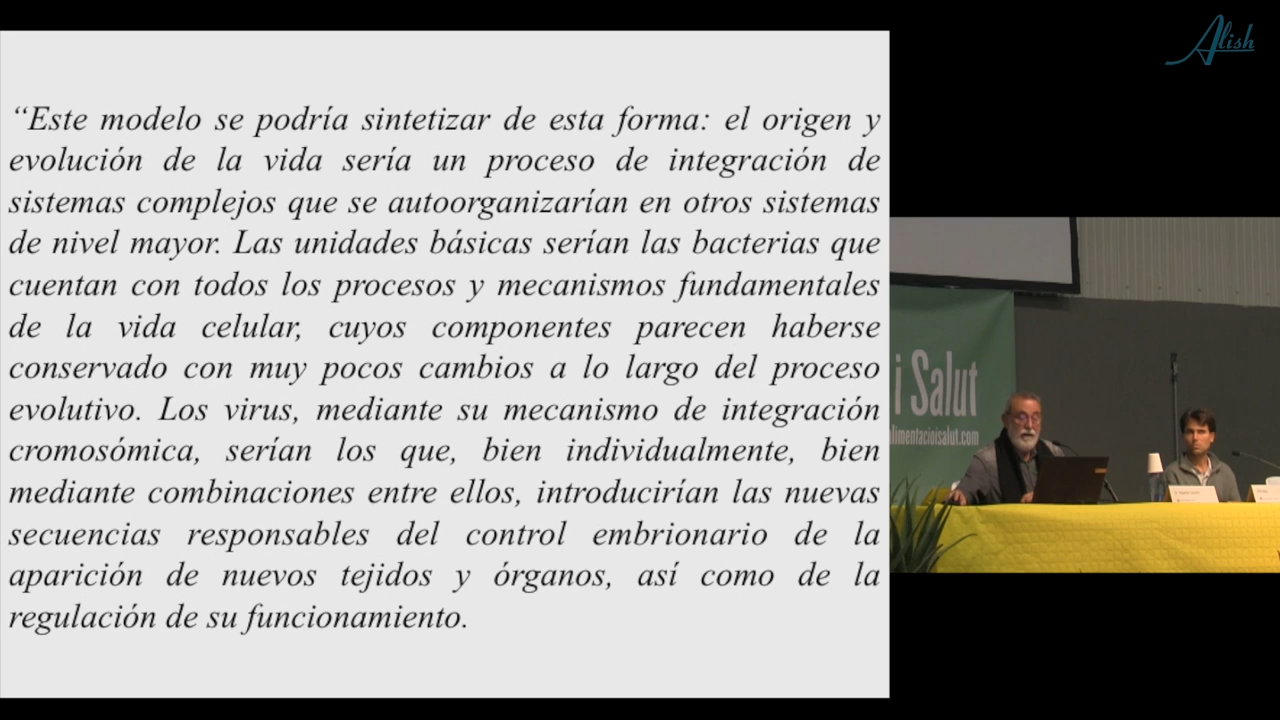 Alish
“Este modelo se podría sintetizar de esta forma: el origen y
evolución de la vida sería un proceso de integración de
sistemas complejos que se autoorganizarían en otros sistemas
de nivel mayor. Las unidades básicas serían las bacterias que
cuentan con todos los procesos y mecanismos fundamentales
de la vida celular, cuyos componentes parecen haberse
conservado con muy pocos cambios a lo largo del proceso
evolutivo. Los virus, mediante su mecanismo de integración
cromosómica, serían los que, bien individualmente, bien
mediante combinaciones entre ellos, introducirían las nuevas
secuencias responsables del control embrionario de la
aparición de nuevos tejidos y órganos, así como de la
regulación de su funcionamiento.
i Salut
alimentacioisalut.com